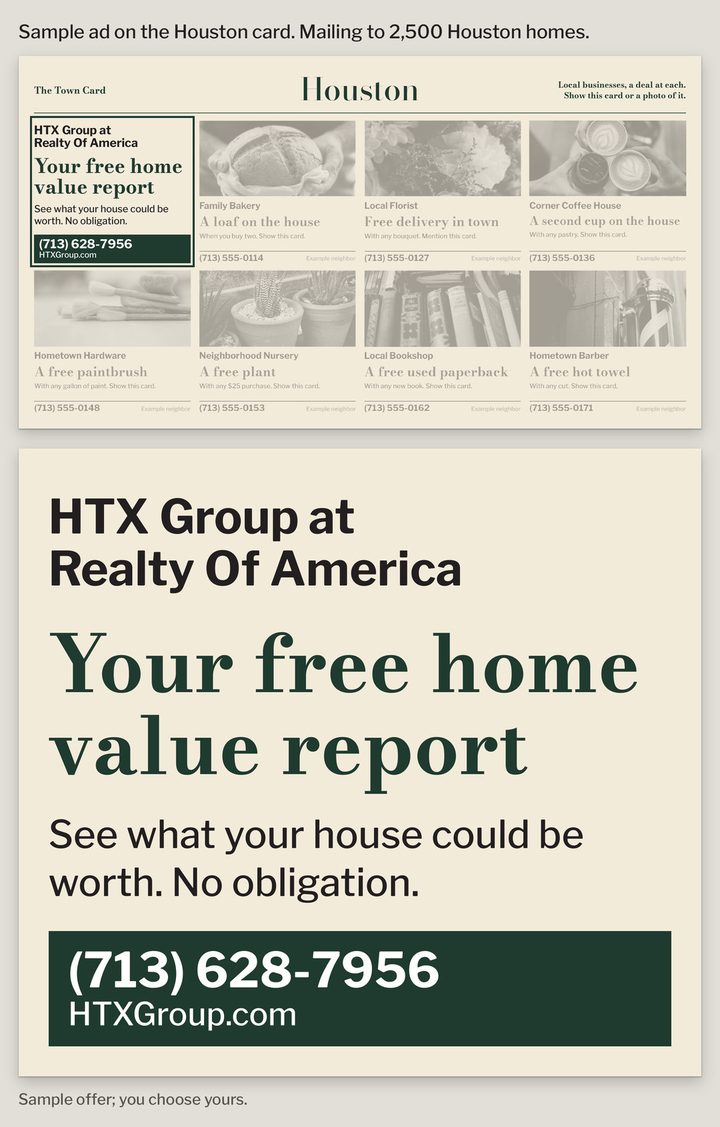 Sample ad on the Houston card. Mailing to 2,500 Houston homes.
The Town Card
Houston
Local businesses, a deal at each.
Show this card or a photo of it.
HTX Group at
Realty Of America
Your free home
value report
See what your house could be
worth. No obligation.
(713) 628-7956
HTXGroup.com
Family Bakery
A loaf on the house
When you buy two. Show this card.
(713) 555-0114
Example neighbor
Local Florist
Free delivery in town
With any bouquet. Mention this card.
(713) 555-0127
Example neighbor
Corner Coffee House
A second cup on the house
With any pastry. Show this card.
(713) 555-0136
Example neighbor
Hometown Hardware
A free paintbrush
With any gallon of paint. Show this card.
(713) 555-0148
Example neighbor
Neighborhood Nursery
A free plant
With any $25 purchase. Show this card.
(713) 555-0153
Example neighbor
Local Bookshop
A free used paperback
With any new book. Show this card.
(713) 555-0162
Example neighbor
Hometown Barber
A free hot towel
With any cut. Show this card.
(713) 555-0171
Example neighbor
HTX Group at
Realty Of America
Your free home
value report
See what your house could be
worth. No obligation.
(713) 628-7956
HTXGroup.com
Sample offer; you choose yours.